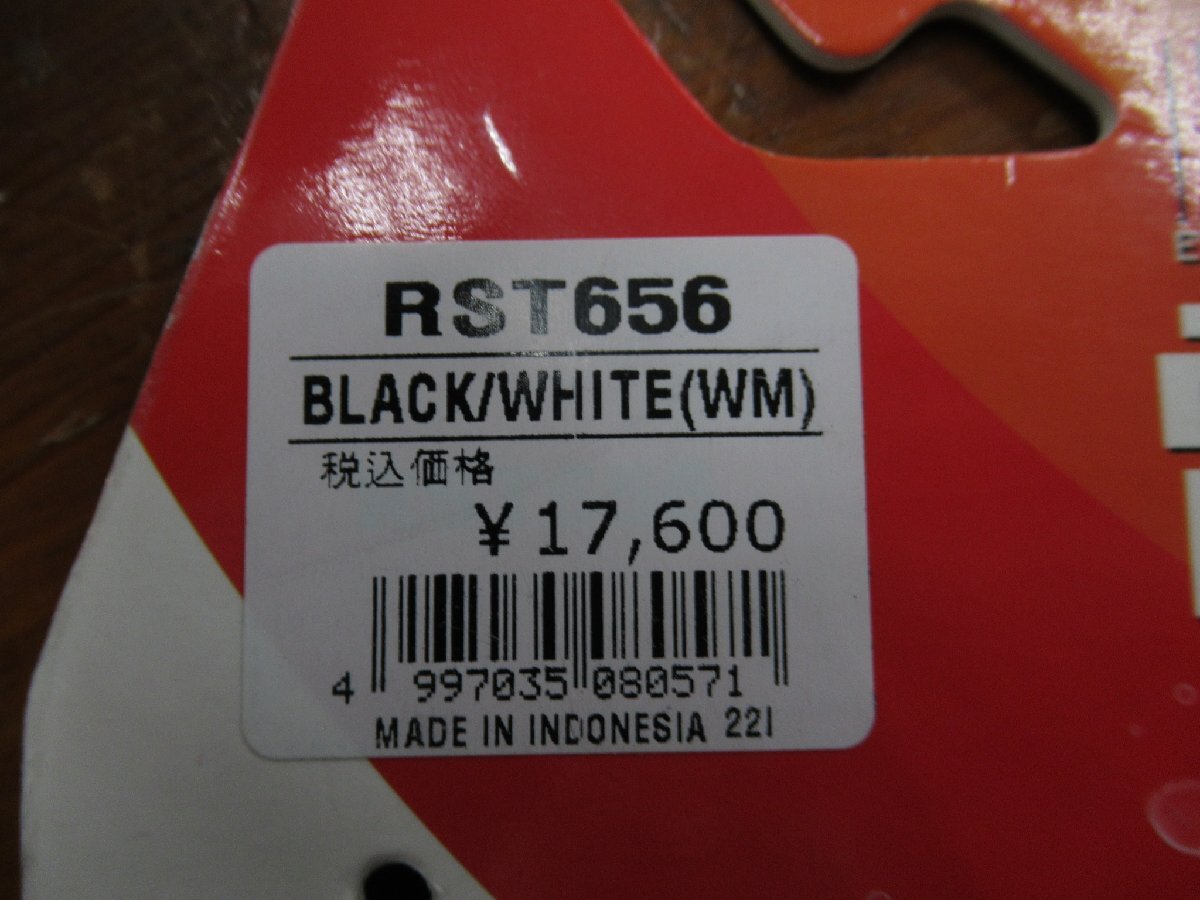 RST656
BLACK/WHITE(WM)
税込価格
¥17,600
4 997035 080571
MADE IN INDONESIA 22I